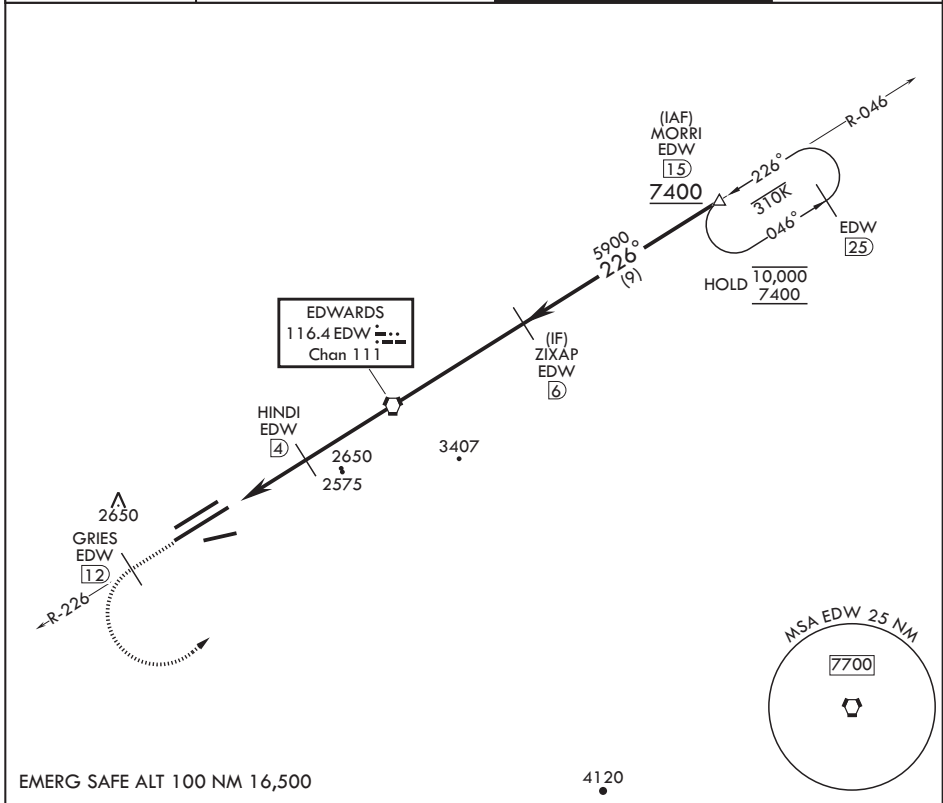 R-046
(IAF)
MORRI
EDW
15
7400
226°
310K
046°
EDW
25
HOLD 10,000
7400
5900
226°
(9)
(IF)
ZIXAP
EDW
6
EDWARDS
116.4 EDW
Chan 111
HINDI
EDW
4
2650
2575
3407
2650
GRIES
EDW
12
R-226
MSA EDW 25 NM
7700
EMERG SAFE ALT 100 NM 16,500
4120